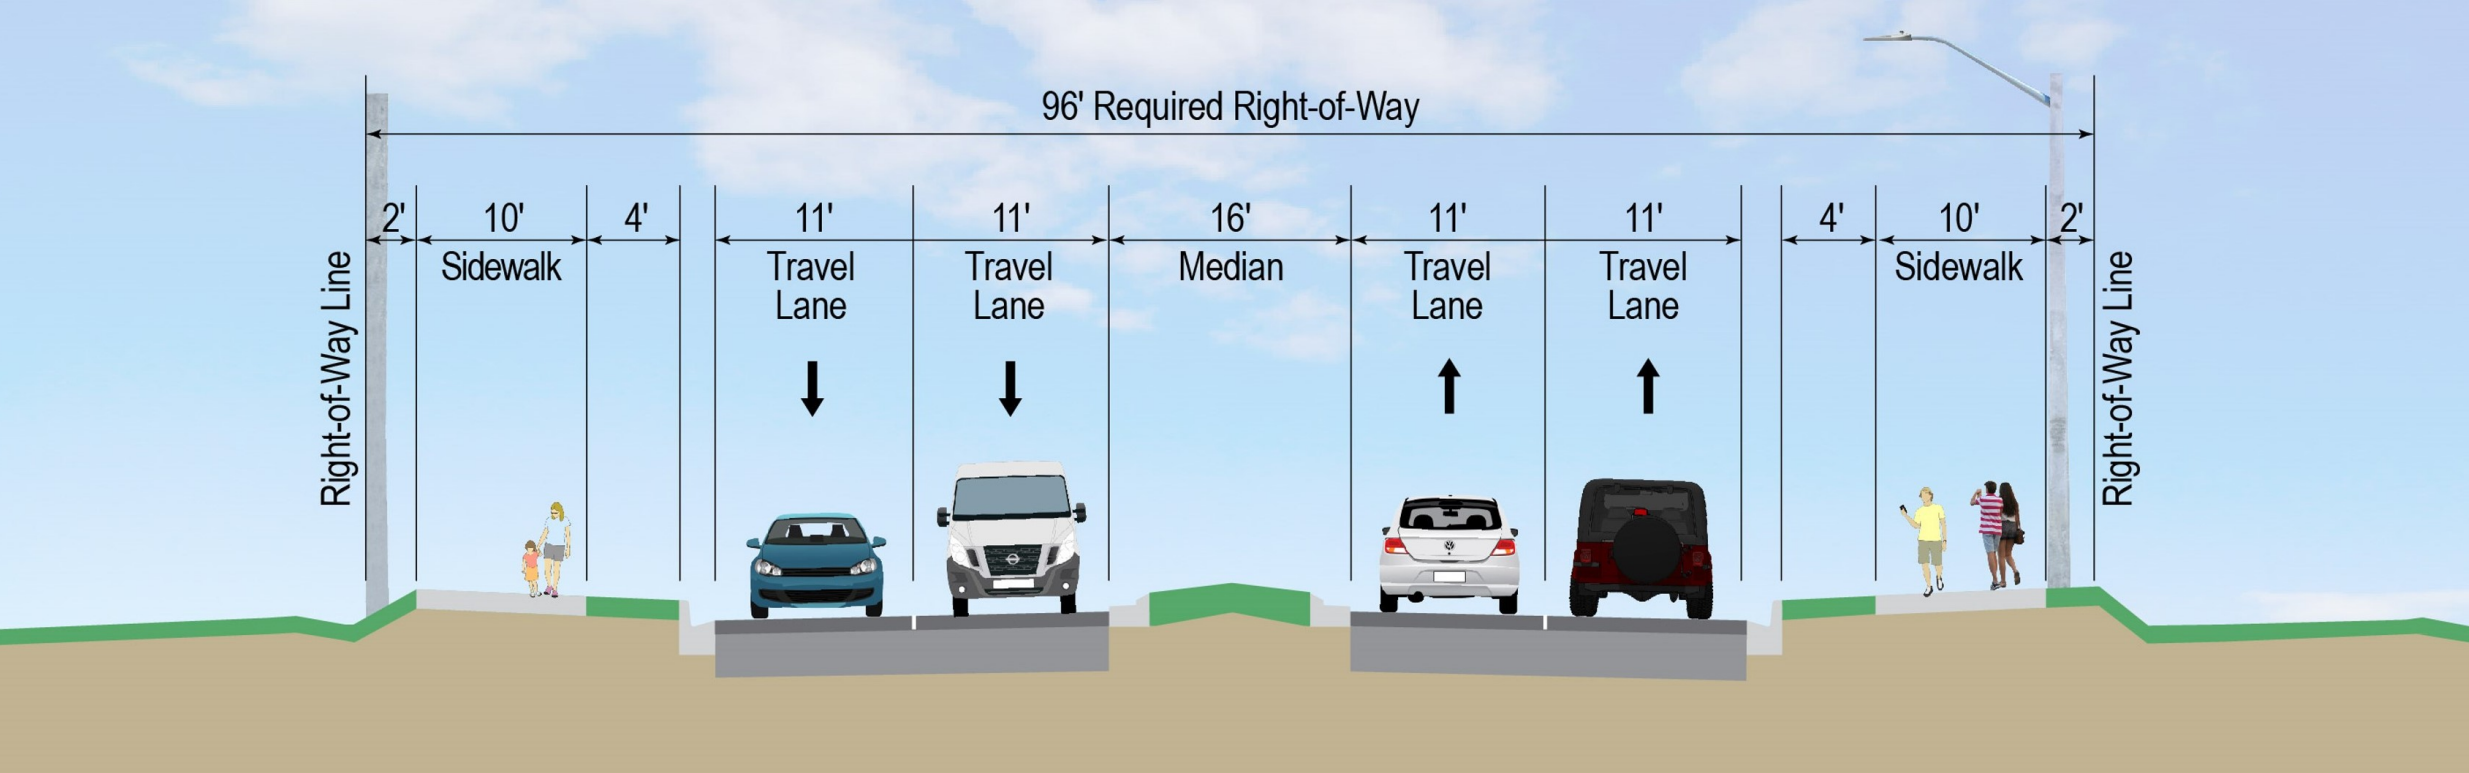 96' Required Right-of-Way
2'
10'
4'
11'
11'
16'
11'
11'
4'
10'
2'
Sidewalk
Travel
Lane
Travel
Lane
Median
Travel
Lane
Travel
Lane
Sidewalk
Right-of-Way Line
Right-of-Way Line